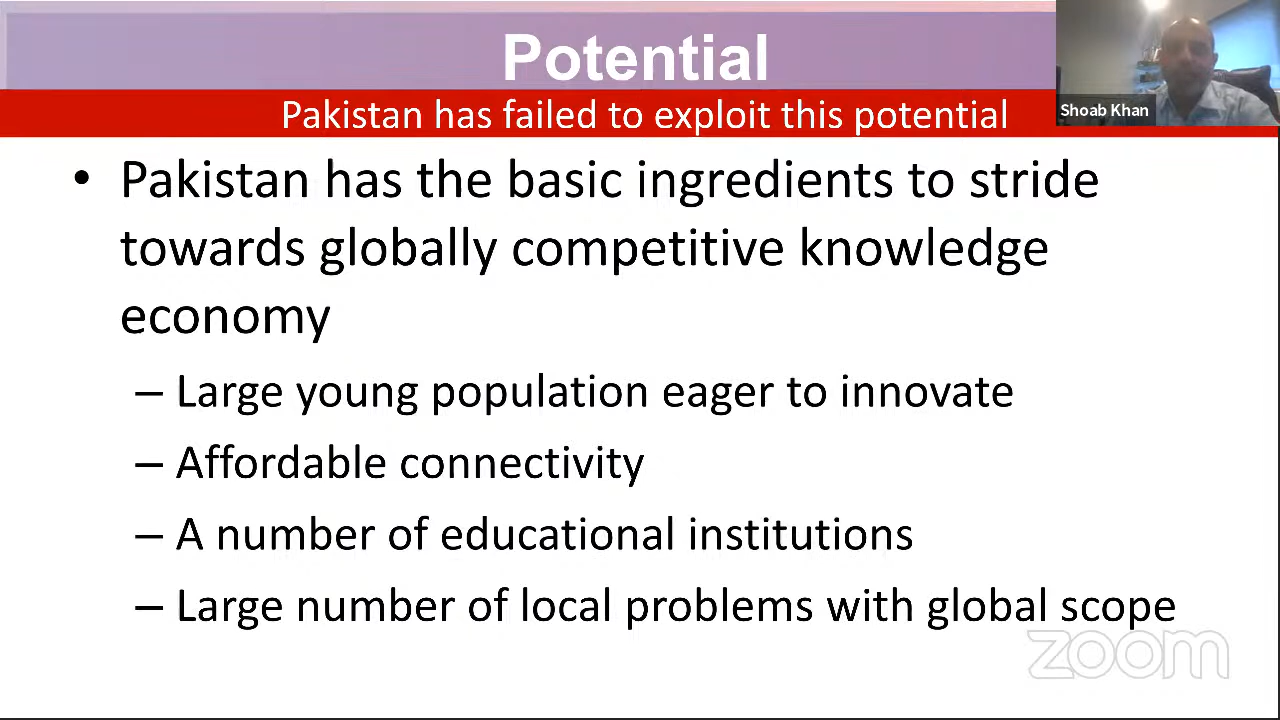 Potential
Pakistan has failed to exploit this potential
Shoab Khan
• Pakistan has the basic ingredients to stride
towards globally competitive knowledge
economy
– Large young population eager to innovate
– Affordable connectivity
– A number of educational institutions
– Large number of local problems with global scope
zoom